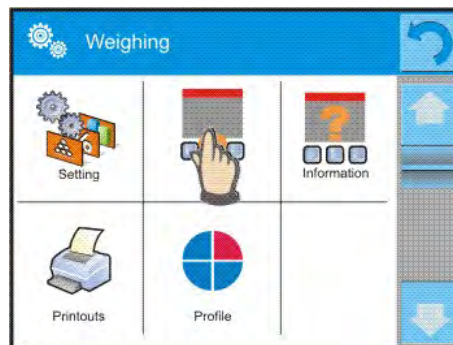 Weighing
Setting
Information
Printouts
Profile